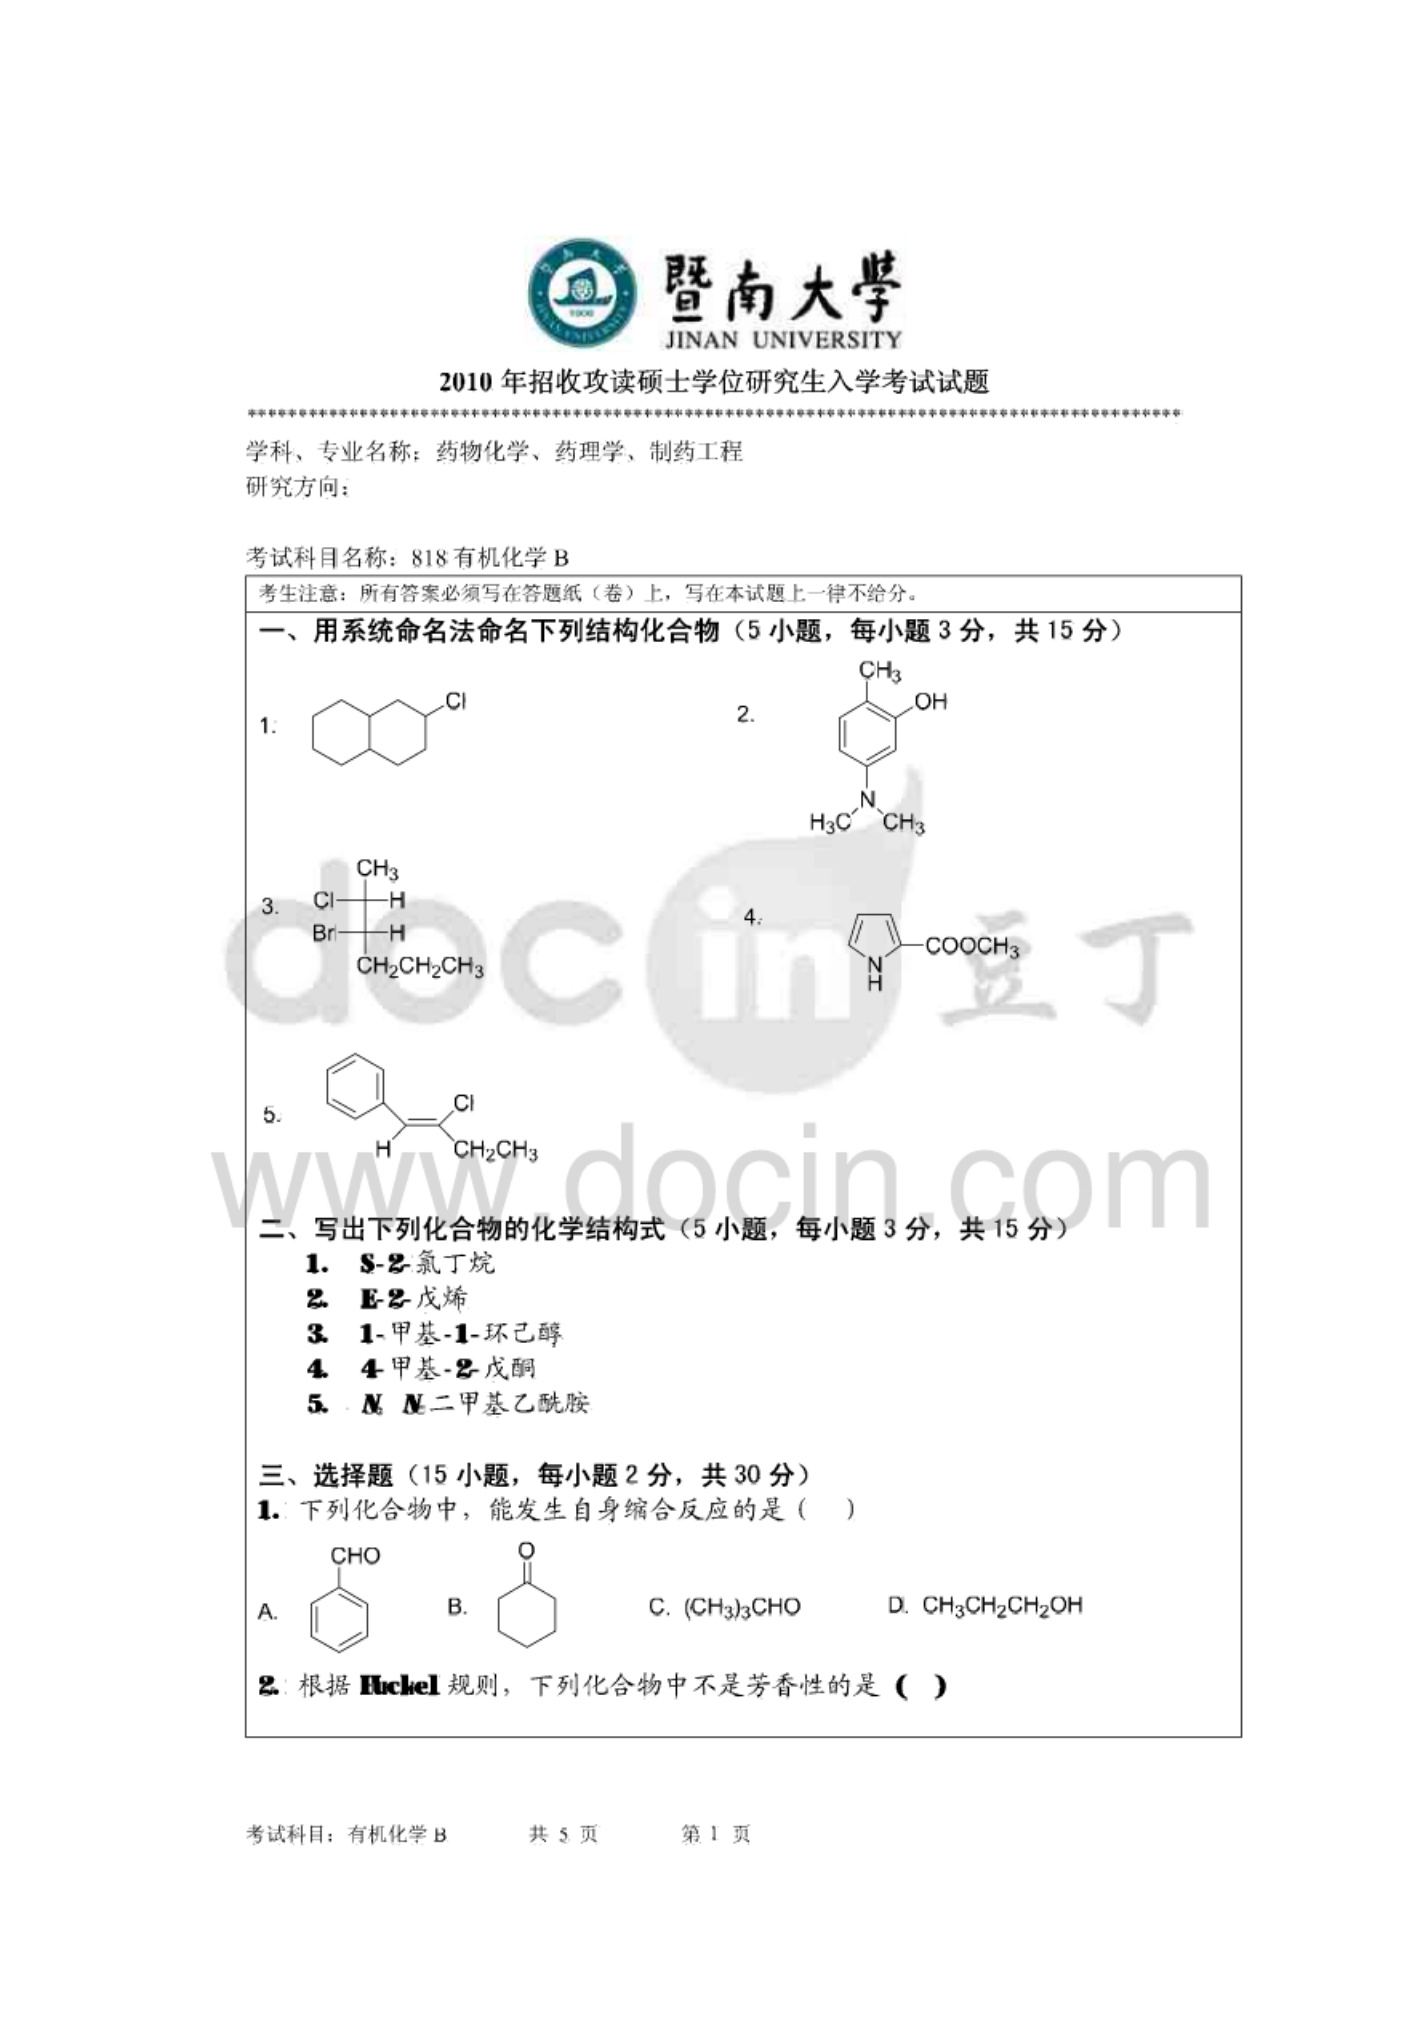 暨南大學
JINAN UNIVERSITY
2010 年招收攻读硕士学位研究生入学考试试题
学科、专业名称：药物化学、药理学、制药工程
研究方向：
考试科目名称：818 有机化学 B
考生注意：所有答案必须写在答题纸（卷）上，写在本试题上一律不给分。
一、用系统命名法命名下列结构化合物（5 小题，每小题 3 分，共 15 分）
1. Cl
2. CH3 OH N H3C CH3
3. CH3 Cl H Br H CH2CH2CH3
4. N H COOCH3
5. H Cl CH2CH3
doc in 豆丁
www.docin.com
二、写出下列化合物的化学结构式（5 小题，每小题 3 分，共 15 分）
1. S-2-氯丁烷
2. E-2-戊烯
3. 1-甲基-1-环己醇
4. 4-甲基-2-戊酮
5. N, N-二甲基乙酰胺
三、选择题（15 小题，每小题 2 分，共 30 分）
1. 下列化合物中，能发生自身缩合反应的是（ ）
A. CHO B. O C. (CH3)3CHO D. CH3CH2CH2OH
2. 根据 Huckel 规则，下列化合物中不是芳香性的是 ( )
考试科目：有机化学 B 共 5 页 第 1 页